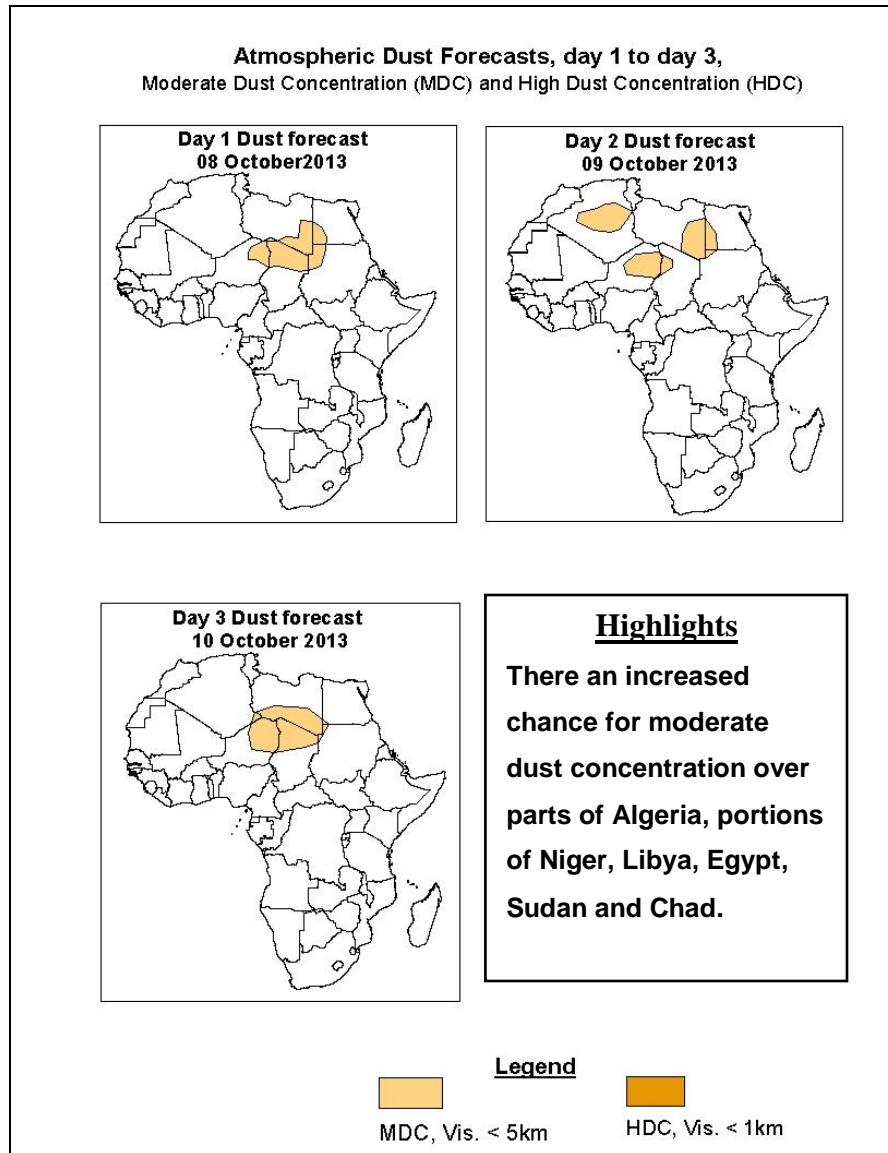 Atmospheric Dust Forecasts, day 1 to day 3,
Moderate Dust Concentration (MDC) and High Dust Concentration (HDC)
Day 1 Dust forecast
08 October2013
Day 2 Dust forecast
09 October 2013
Day 3 Dust forecast
10 October 2013
Highlights
There an increased
chance for moderate
dust concentration over
parts of Algeria, portions
of Niger, Libya, Egypt,
Sudan and Chad.
Legend
MDC, Vis. < 5km
HDC, Vis. < 1km